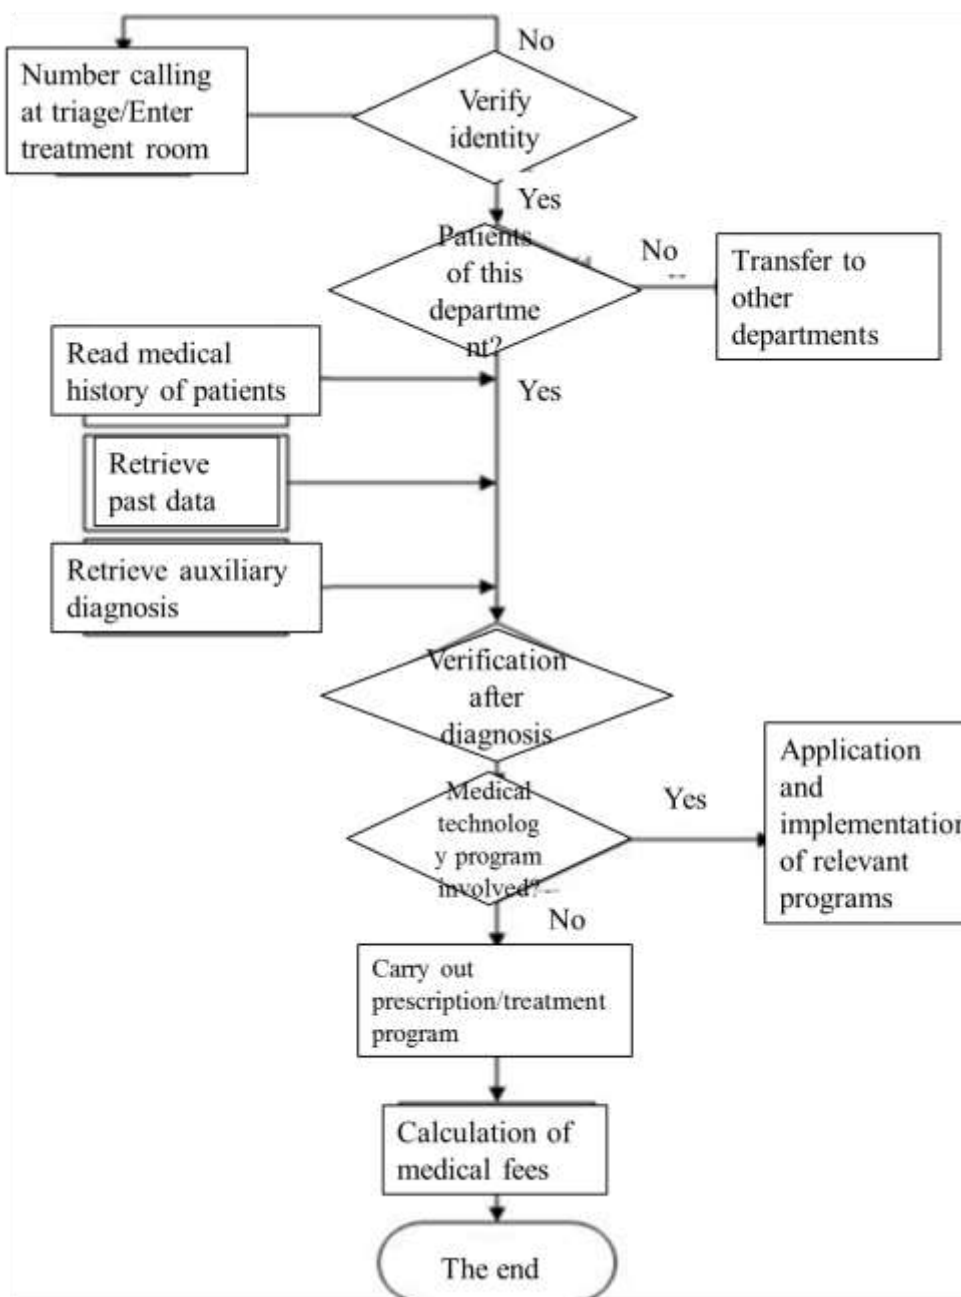 No
Number calling
at triage/Enter
treatment room
Verify
identity
Yes
Patients
of this
departme
nt?
No
Transfer to
other
departments
Read medical
history of patients
Yes
Retrieve
past data
Retrieve auxiliary
diagnosis
Verification
after
diagnosis
Medical
technolog
y program
involved?
Yes
Application
and
implementation
of relevant
programs
No
Carry out
prescription/treatment
program
Calculation of
medical fees
The end